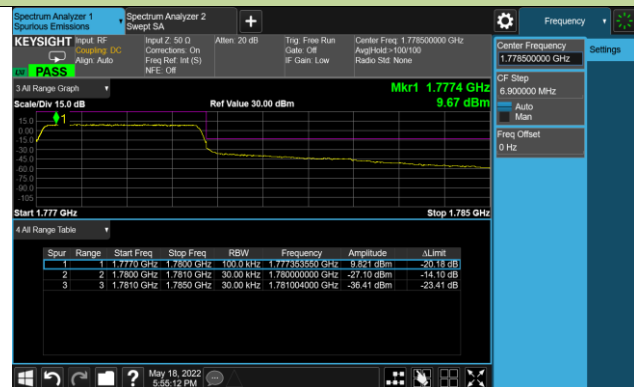 Spectrum Analyzer 1
Spurious Emissions
Spectrum Analyzer 2
Swept SA
Frequency
KEYSIGHT
Input: RF
Coupling: DC
Align: Auto
Input Z: 50 Ω
Corrections: On
Freq Ref: Int (S)
NFE: Off
Atten: 20 dB
Trig: Free Run
Gate: Off
IF Gain: Low
Center Freq: 1.778500000 GHz
Avg|Hold:>100/100
Radio Std: None
PASS
Center Frequency
1.778500000 GHz
Settings
CF Step
6.900000 MHz
Auto
Man
Freq Offset
0 Hz
3 All Range Graph
Mkr1 1.7774 GHz
Scale/Div 15.0 dB
Ref Value 30.00 dBm
9.67 dBm
1
15.0
0.00
-15.0
-30.0
-45.0
-60.0
-75.0
-90.0
-105
Start 1.777 GHz
Stop 1.785 GHz
4 All Range Table
Spur Range Start Freq Stop Freq RBW Frequency Amplitude ΔLimit
1 1 1.7770 GHz 1.7800 GHz 100.0 kHz 1.777353550 GHz 9.821 dBm -20.18 dB
2 2 1.7800 GHz 1.7810 GHz 30.00 kHz 1.780000000 GHz -27.10 dBm -14.10 dB
3 3 1.7810 GHz 1.7850 GHz 30.00 kHz 1.781004000 GHz -36.41 dBm -23.41 dB
?
May 18, 2022
5:55:12 PM